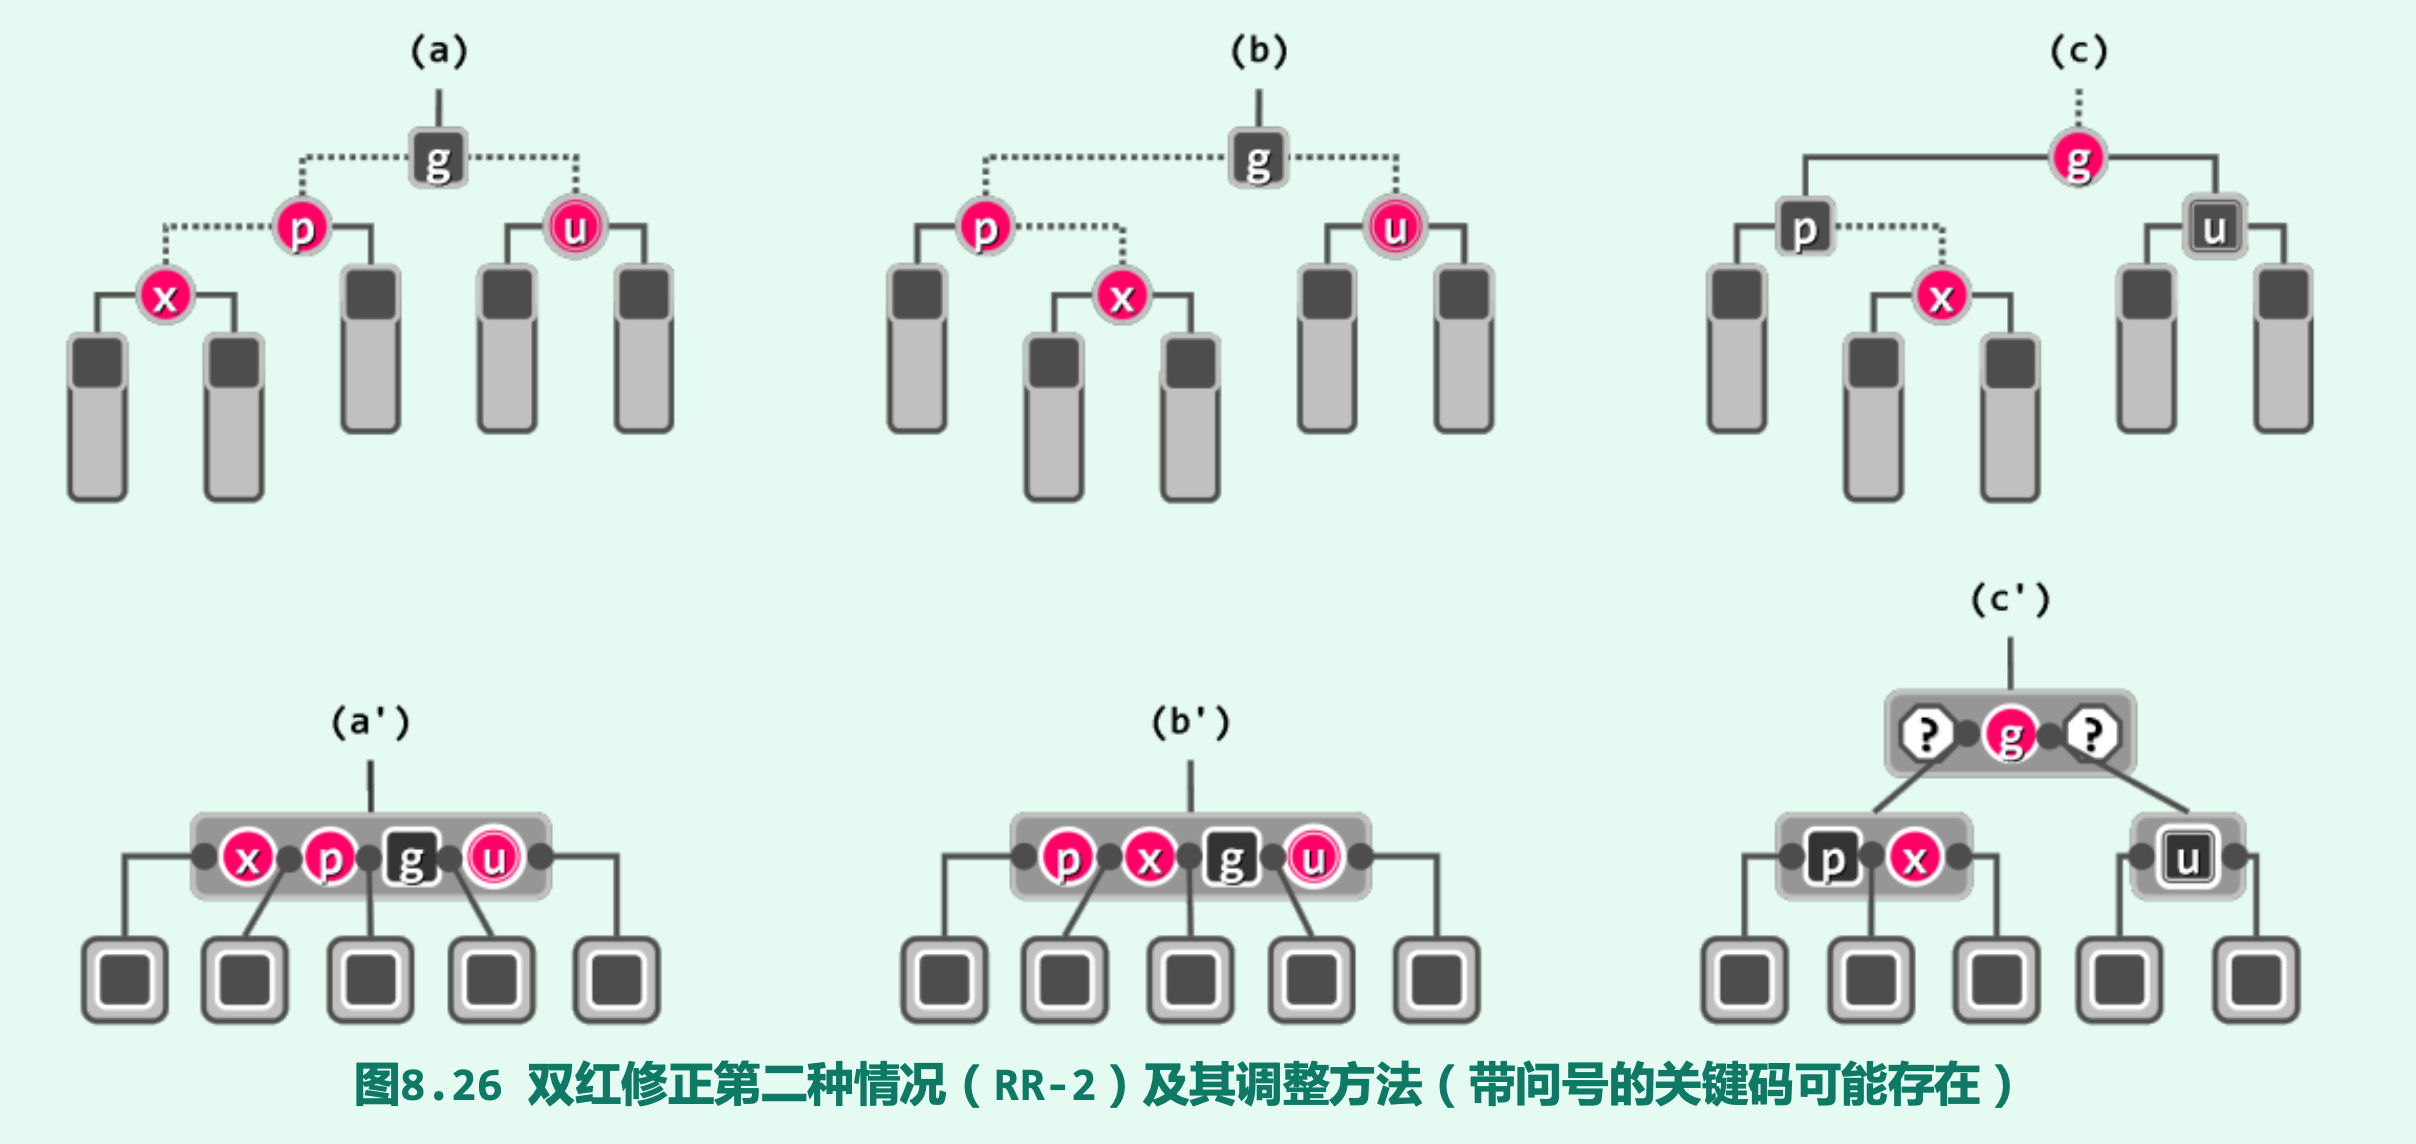 (a) (b) (c)
g g g
p u p u p u
x x x
(c')
? g ?
(a') (b')
x p g u p x g u p x u
图8.26 双红修正第二种情况（RR-2）及其调整方法（带问号的关键码可能存在）